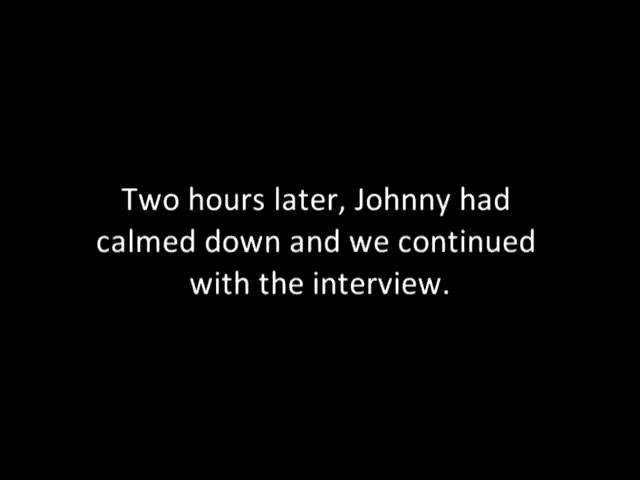 Two hours later, Johnny had
calmed down and we continued
with the interview.